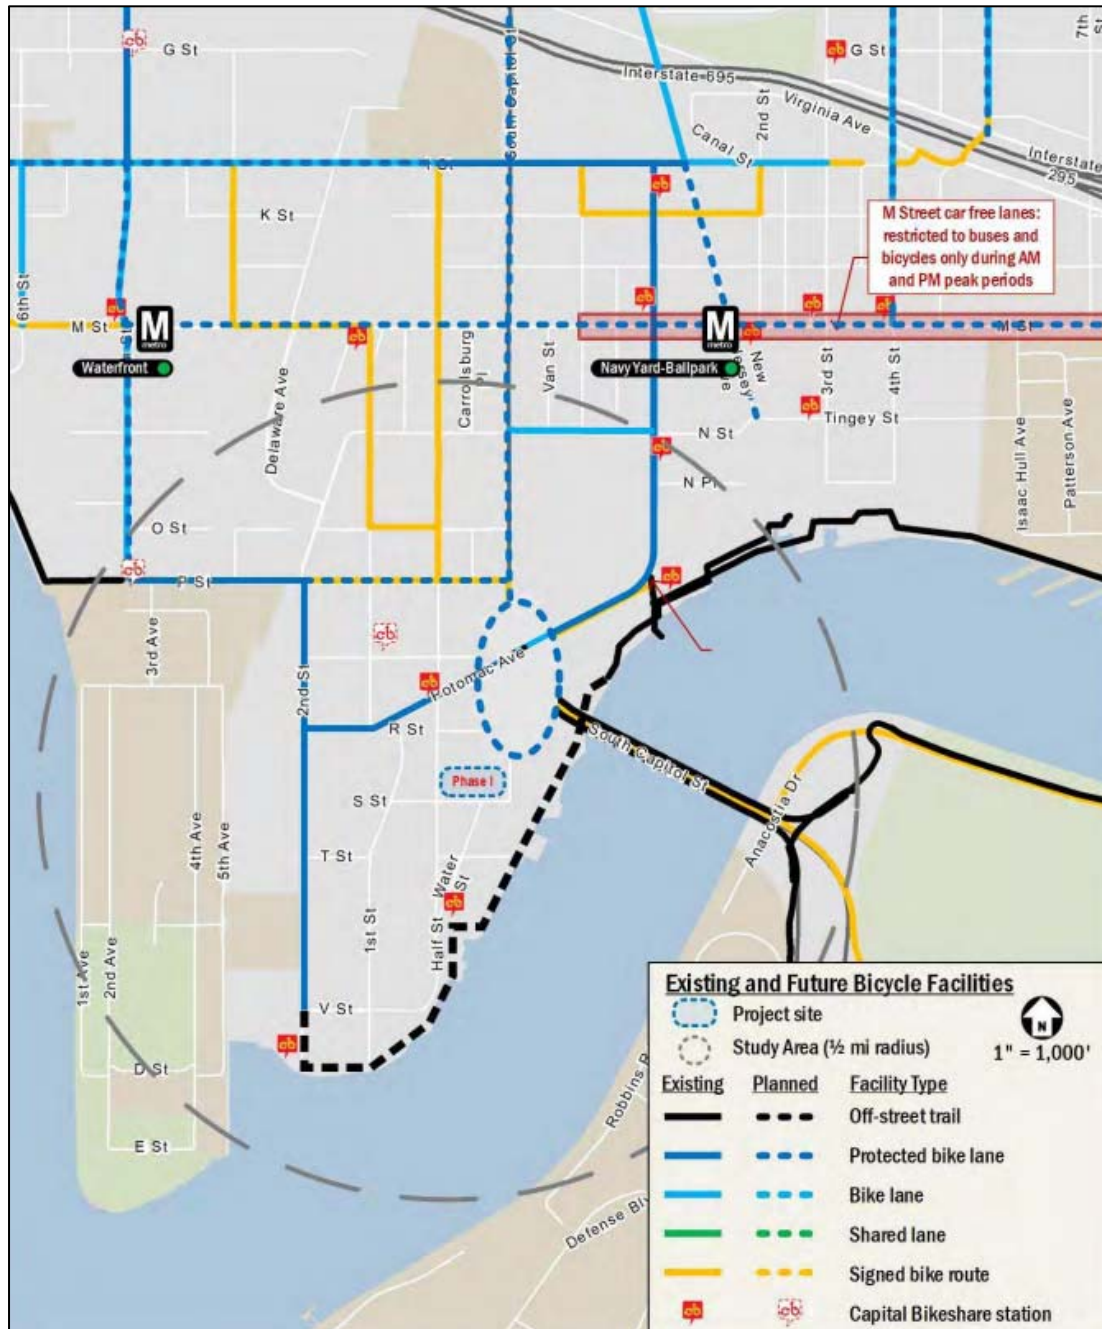 G St
South Capitol St
G St
7th
St
Interstate 695
2nd St
Virginia Ave
Canal St
Interstate
295
I St
K St
M Street car free lanes:
restricted to buses and
bicycles only during AM
and PM peak periods
6th St
M St
M
metro
Waterfront
M
metro
Navy Yard-Ballpark
M St
Delaware Ave
Carrollsburg
Pl
Van St
New
Jersey
3rd St
4th St
Tingey St
N St
N Pl
Isaac Hull Ave
Patterson Ave
O St
P St
3rd Ave
2nd St
Potomac Ave
R St
South Capitol St
Phase I
S St
Anacostia Dr
4th Ave
5th Ave
T St
Water
St
1st St
Half St
1st Ave
2nd Ave
V St
D St
E St
Robbins R
Defense Blv
Existing and Future Bicycle Facilities
Project site
Study Area (½ mi radius)
N
1" = 1,000'
Existing Planned Facility Type
Off-street trail
Protected bike lane
Bike lane
Shared lane
Signed bike route
cb cb Capital Bikeshare station